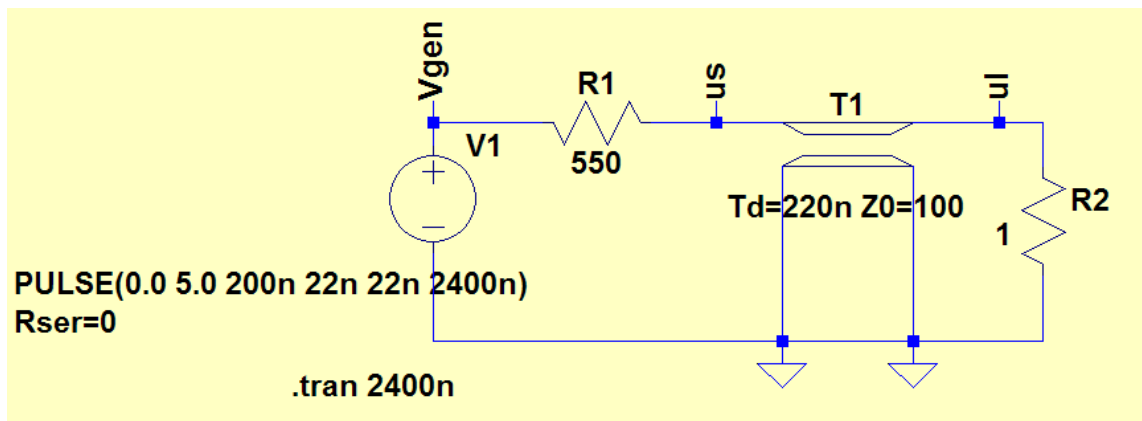 Vgen
R1
us
T1
ul
V1
550
Td=220n Z0=100
R2
1
PULSE(0.0 5.0 200n 22n 22n 2400n)
Rser=0
.tran 2400n